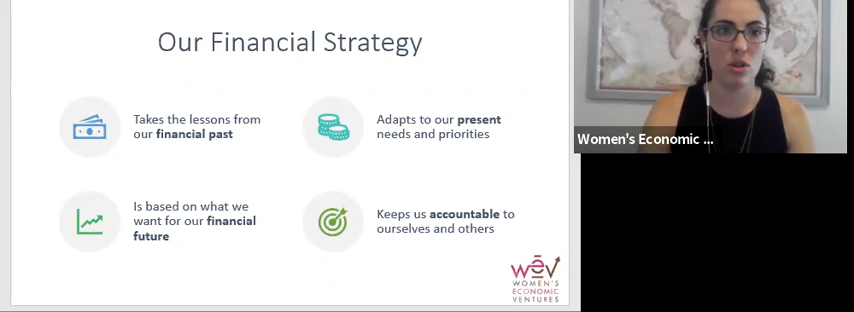 Our Financial Strategy
Takes the lessons from
our financial past
Adapts to our present
needs and priorities
Is based on what we
want for our financial
future
Keeps us accountable to
ourselves and others
wev
WOMEN'S
ECONOMIC
VENTURES
Women's Economic ...